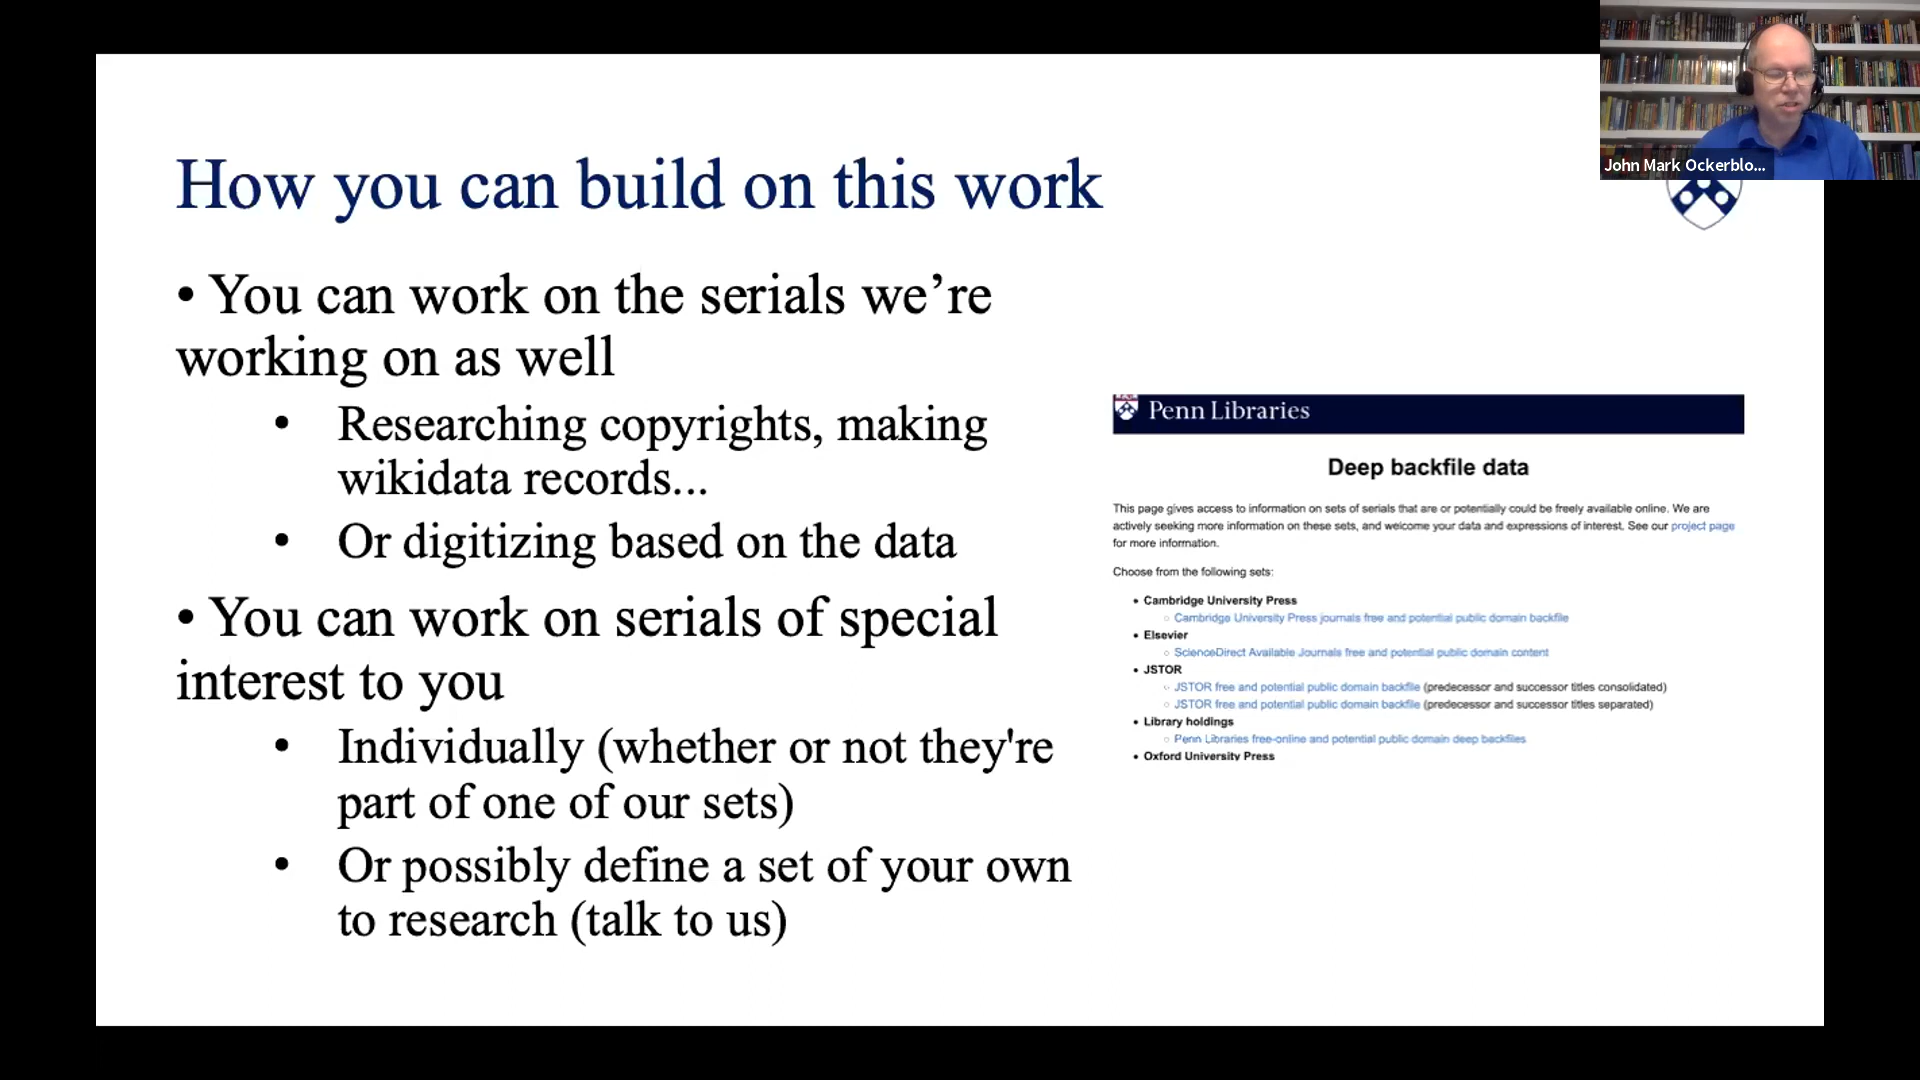 John Mark Ockerblo...
How you can build on this work
• You can work on the serials we’re
working on as well
• Researching copyrights, making
wikidata records...
• Or digitizing based on the data
• You can work on serials of special
interest to you
• Individually (whether or not they're
part of one of our sets)
• Or possibly define a set of your own
to research (talk to us)
Penn Libraries
Deep backfile data
This page gives access to information on sets of serials that are or potentially could be freely available online. We are
actively seeking more information on these sets, and welcome your data and expressions of interest. See our project page
for more information.
Choose from the following sets:
• Cambridge University Press
○ Cambridge University Press journals free and potential public domain backfile
• Elsevier
○ ScienceDirect Available Journals free and potential public domain content
• JSTOR
○ JSTOR free and potential public domain backfile (predecessor and successor titles consolidated)
○ JSTOR free and potential public domain backfile (predecessor and successor titles separated)
• Library holdings
○ Penn Libraries free-online and potential public domain deep backfiles
• Oxford University Press